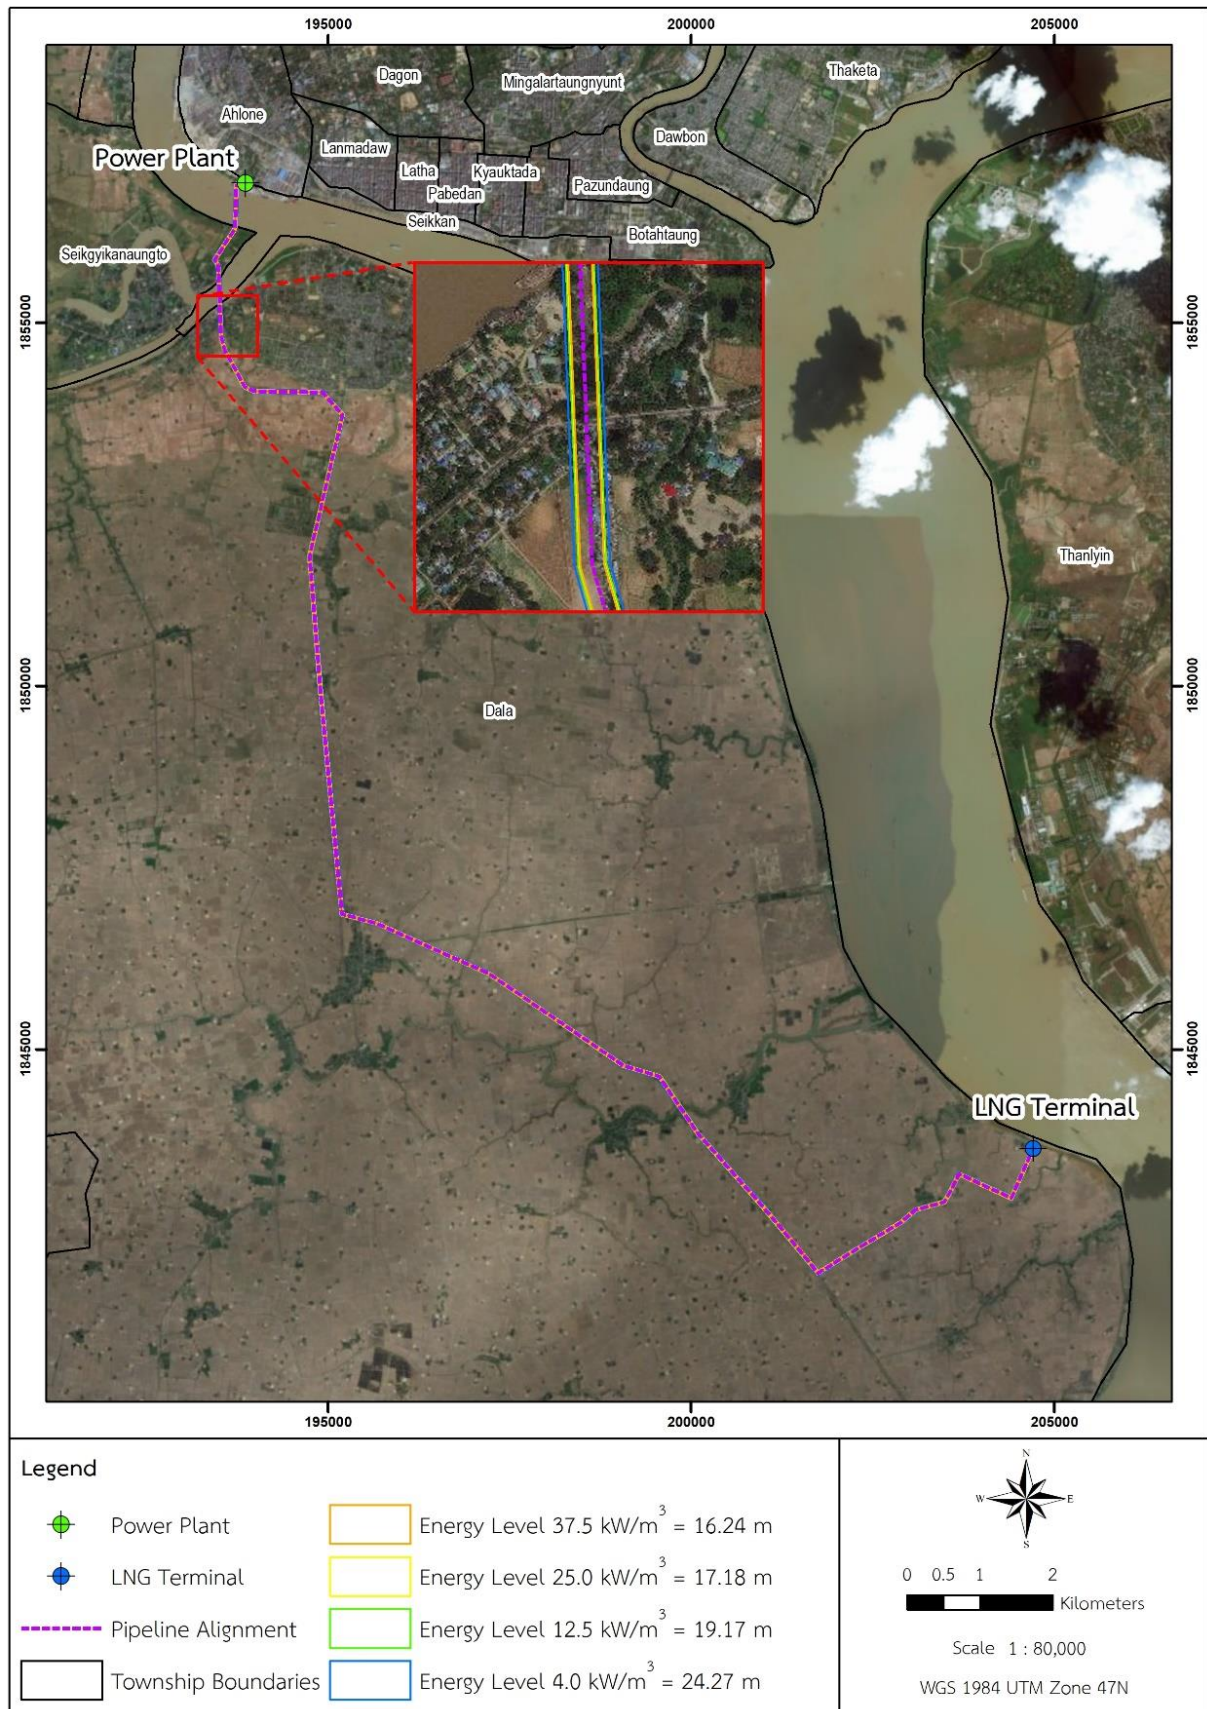 195000 200000 205000
Dagon
Mingalartaungnyunt
Thaketa
Ahlone
Dawbon
Lanmadaw
Power Plant
Latha
Kyauktada
Pazundaung
Pabedan
Seikkan
Botahtaung
Seikgyikanaungto
1855000
1855000
Thanlyin
1850000
1850000
Dala
1845000
1845000
LNG Terminal
195000 200000 205000
Legend
Power Plant
LNG Terminal
Pipeline Alignment
Township Boundaries
Energy Level 37.5 kW/m³ = 16.24 m
Energy Level 25.0 kW/m³ = 17.18 m
Energy Level 12.5 kW/m³ = 19.17 m
Energy Level 4.0 kW/m³ = 24.27 m
N
W E
S
0 0.5 1 2
Kilometers
Scale 1 : 80,000
WGS 1984 UTM Zone 47N